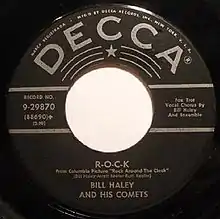 DECCA
RECORD NO.
9-29870
(88690)✦
(S-N)
Fox Trot
Vocal Chorus By
Bill Haley
And Ensemble
R-O-C-K
From Columbia Picture "Rock Around the Clock"
BILL HALEY
AND HIS COMETS